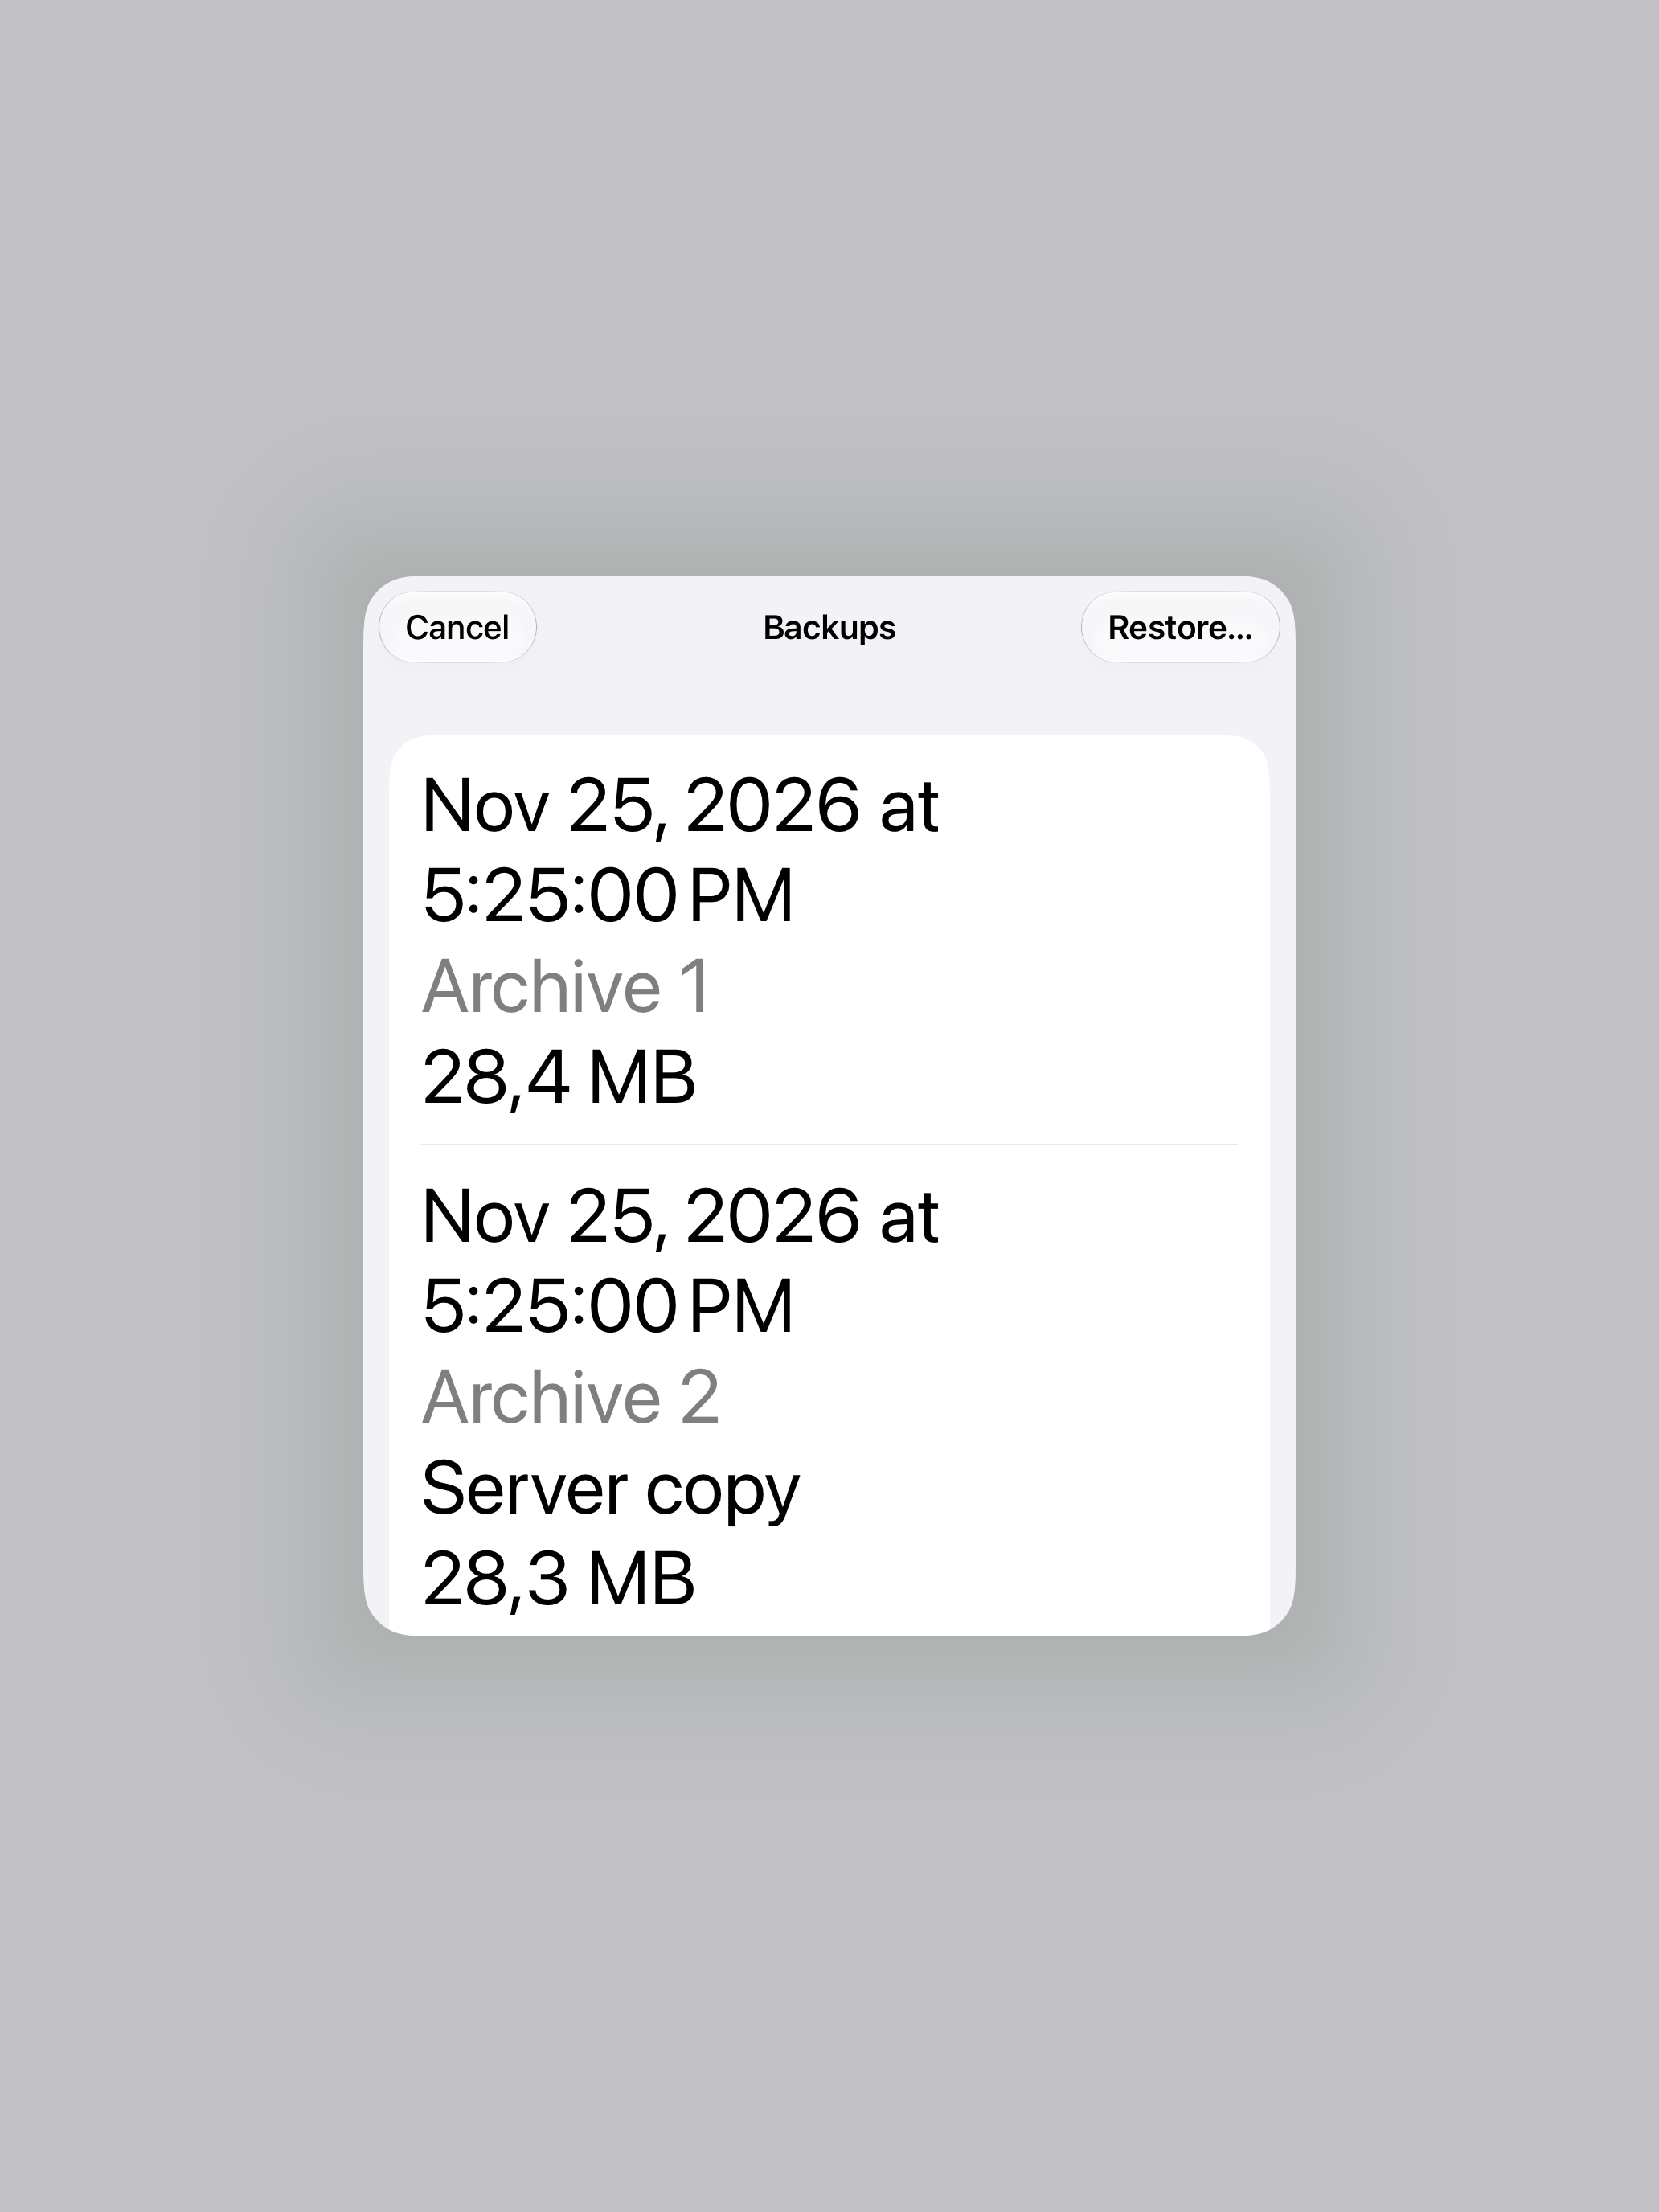 Cancel
Backups
Restore…
Nov 25, 2026 at
5:25:00 PM
Archive 1
28,4 MB
Nov 25, 2026 at
5:25:00 PM
Archive 2
Server copy
28,3 MB